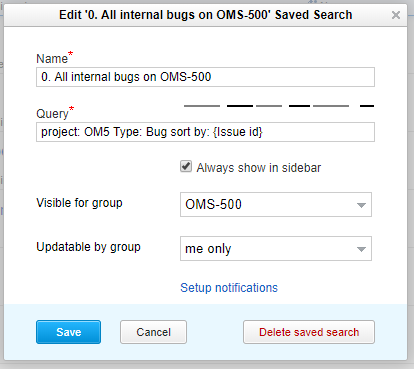 Edit '0. All internal bugs on OMS-500' Saved Search
Name*
0. All internal bugs on OMS-500
Query*
project: OM5 Type: Bug sort by: {Issue id}
Always show in sidebar
Visible for group
OMS-500
Updatable by group
me only
Setup notifications
Save
Cancel
Delete saved search